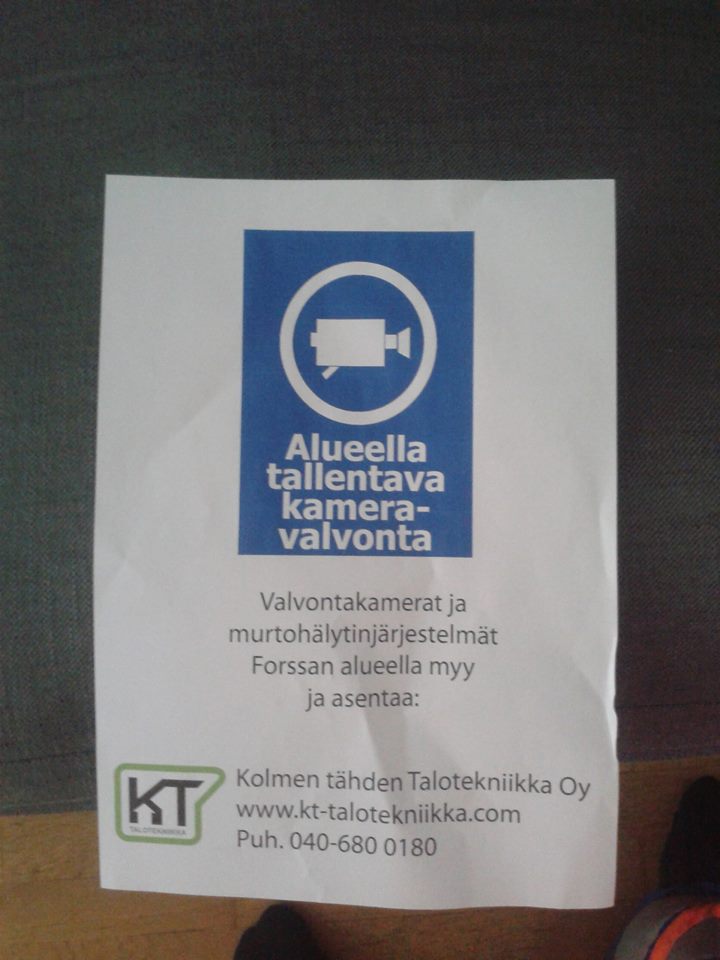 Alueella
tallentava
kamera-
valvonta
Valvontakamerat ja
murtohälytinjärjestelmät
Forssan alueella myy
ja asentaa:
KT
TALOTEKNIIKKA
Kolmen tähden Talotekniikka Oy
www.kt-talotekniikka.com
Puh. 040-680 0180